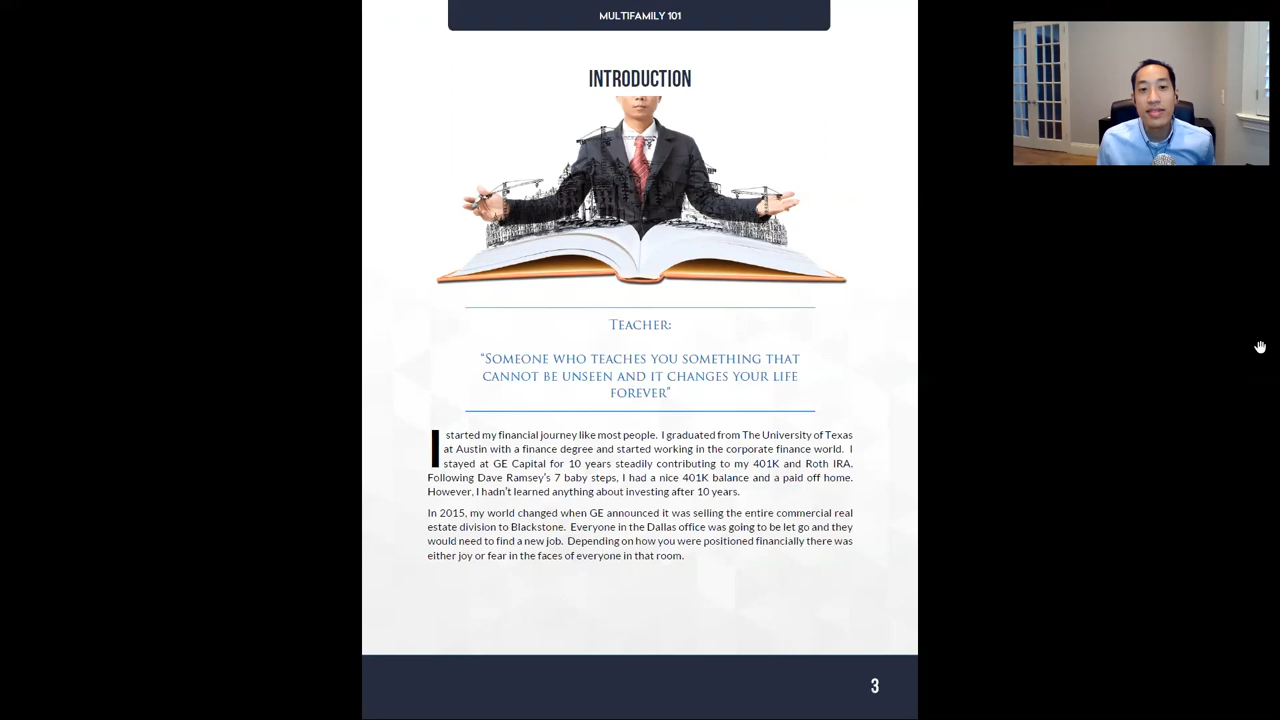 MULTIFAMILY 101
INTRODUCTION
TEACHER:
“SOMEONE WHO TEACHES YOU SOMETHING THAT
CANNOT BE UNSEEN AND IT CHANGES YOUR LIFE
FOREVER”
I started my financial journey like most people. I graduated from The University of Texas
at Austin with a finance degree and started working in the corporate finance world. I
stayed at GE Capital for 10 years steadily contributing to my 401K and Roth IRA.
Following Dave Ramsey's 7 baby steps, I had a nice 401K balance and a paid off home.
However, I hadn't learned anything about investing after 10 years.
In 2015, my world changed when GE announced it was selling the entire commercial real
estate division to Blackstone. Everyone in the Dallas office was going to be let go and they
would need to find a new job. Depending on how you were positioned financially there was
either joy or fear in the faces of everyone in that room.
3